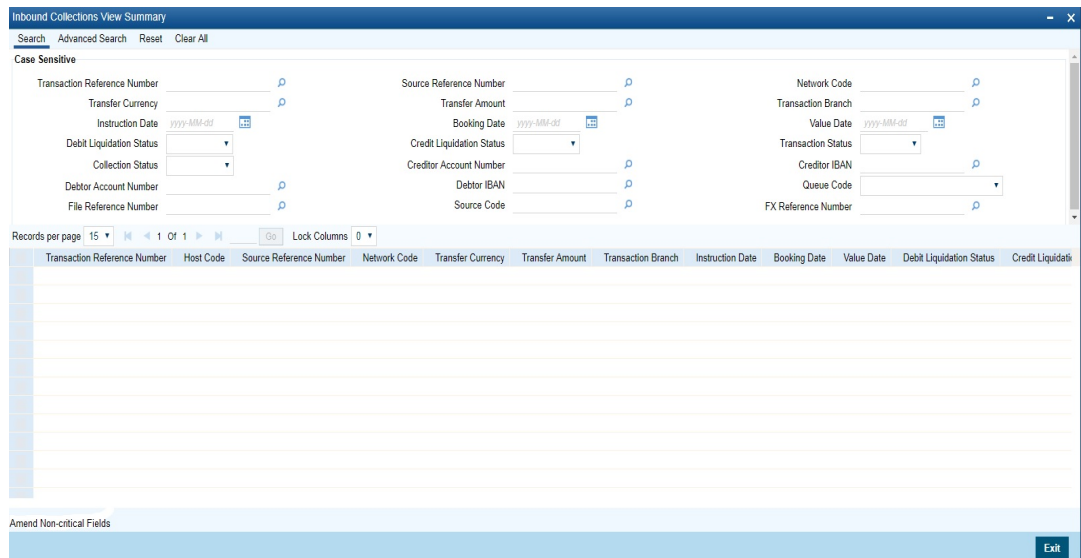 Inbound Collections View Summary
Search Advanced Search Reset Clear All
Case Sensitive
Transaction Reference Number Source Reference Number Network Code
Transfer Currency Transfer Amount Transaction Branch
Instruction Date yyyy-MM-dd Booking Date yyyy-MM-dd Value Date yyyy-MM-dd
Debit Liquidation Status Credit Liquidation Status Transaction Status
Collection Status Creditor Account Number Creditor IBAN
Debtor Account Number Debtor IBAN Queue Code
File Reference Number Source Code FX Reference Number
Records per page 15 1 Of 1 Go Lock Columns 0
Transaction Reference Number Host Code Source Reference Number Network Code Transfer Currency Transfer Amount Transaction Branch Instruction Date Booking Date Value Date Debit Liquidation Status Credit Liquidati
Amend Non-critical Fields
Exit